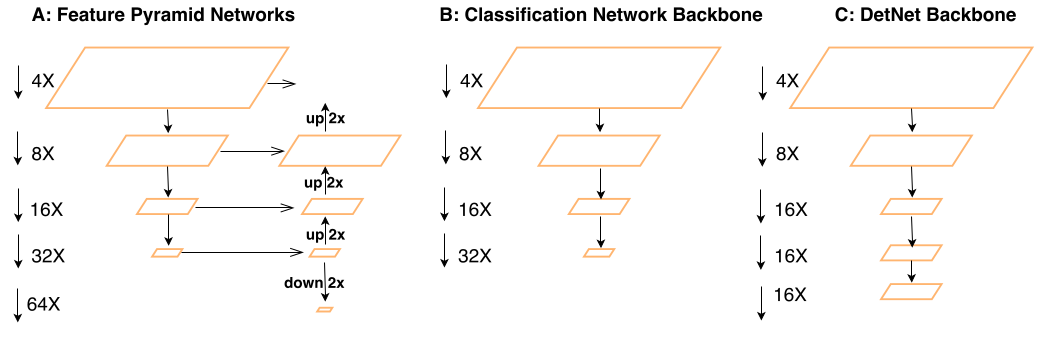 A: Feature Pyramid Networks
4X
8X
16X
32X
64X
up 2x
up 2x
up 2x
down 2x
B: Classification Network Backbone
4X
8X
16X
32X
C: DetNet Backbone
4X
8X
16X
16X
16X